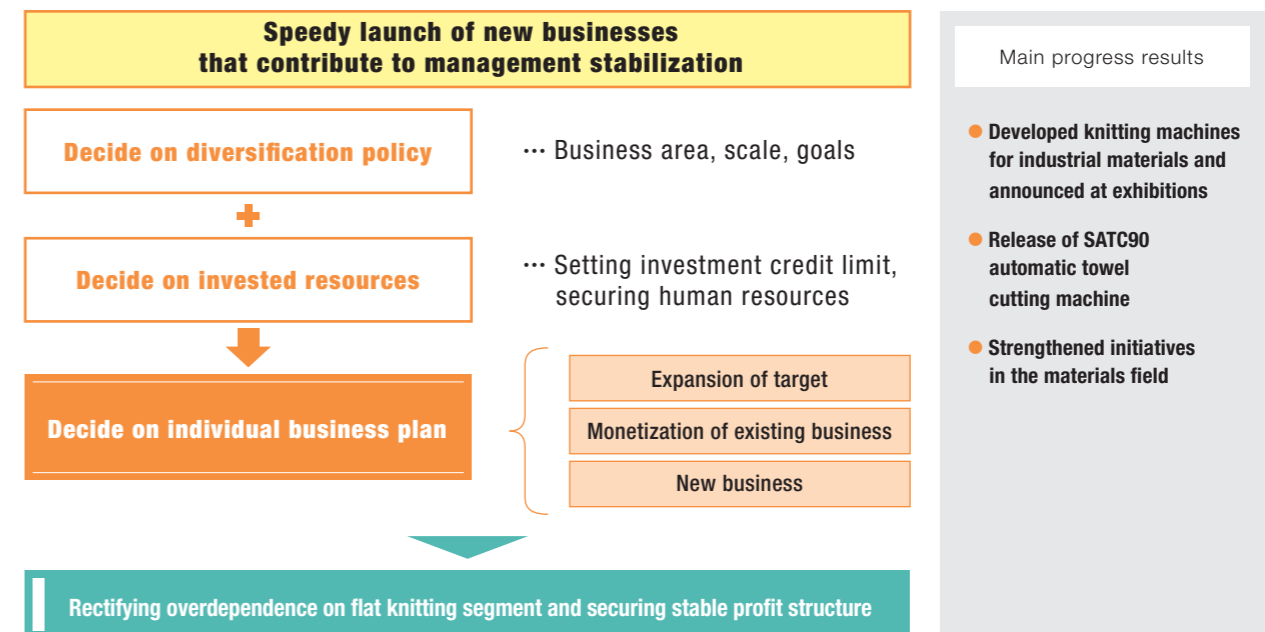 Speedy launch of new businesses
that contribute to management stabilization
Decide on diversification policy
··· Business area, scale, goals
Decide on invested resources
··· Setting investment credit limit,
securing human resources
Decide on individual business plan
Expansion of target
Monetization of existing business
New business
Rectifying overdependence on flat knitting segment and securing stable profit structure
Main progress results
● Developed knitting machines
for industrial materials and
announced at exhibitions
● Release of SATC90
automatic towel
cutting machine
● Strengthened initiatives
in the materials field